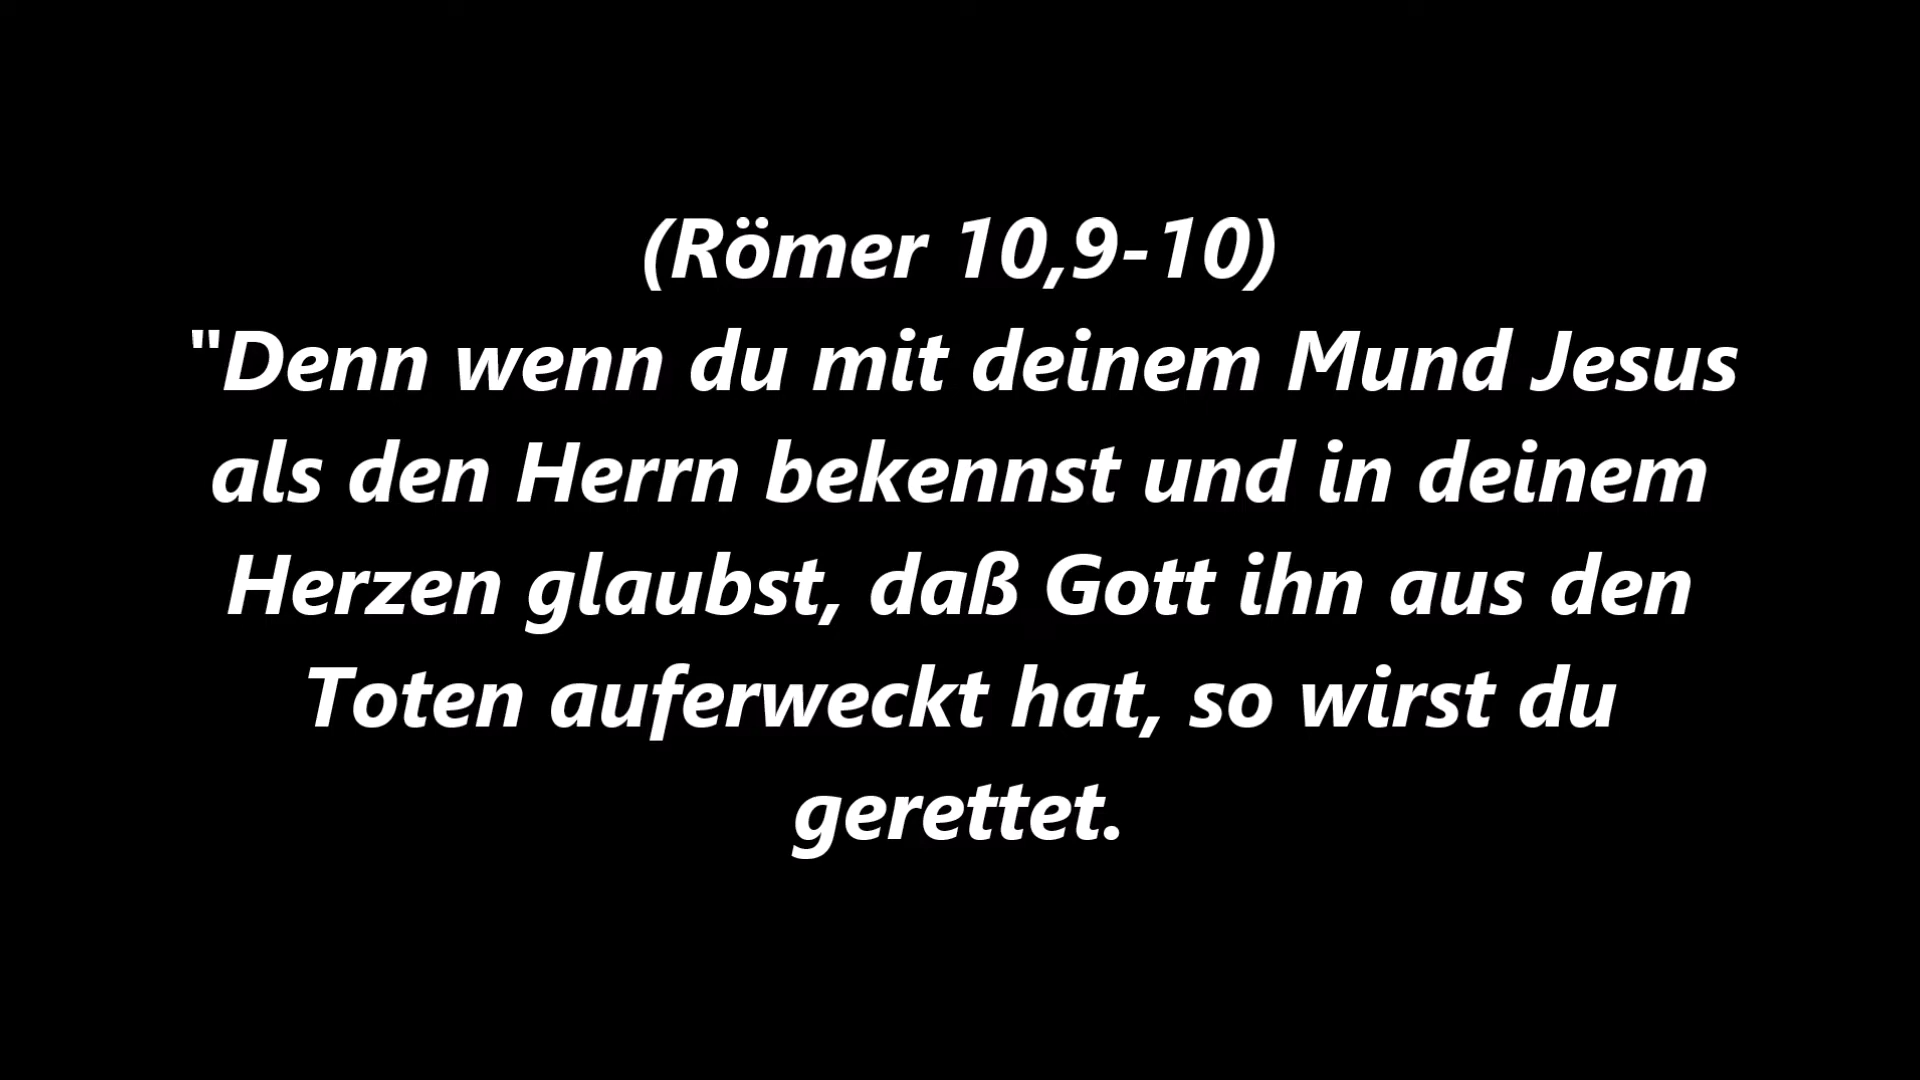 (Römer 10,9-10)
"Denn wenn du mit deinem Mund Jesus
als den Herrn bekennst und in deinem
Herzen glaubst, daß Gott ihn aus den
Toten auferweckt hat, so wirst du
gerettet.